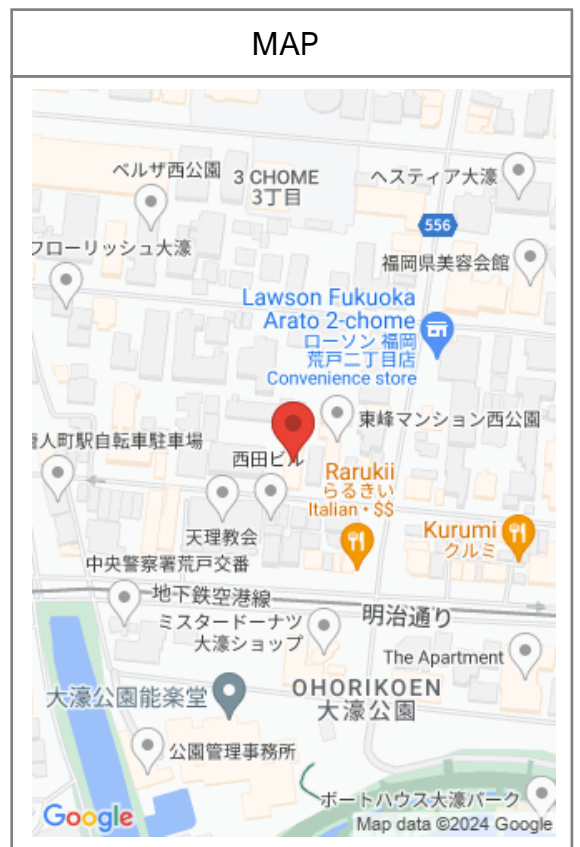 MAP
ベルザ西公園
3 CHOME
3丁目
ヘスティア大濠
556
フローリッシュ大濠
福岡県美容会館
Lawson Fukuoka
Arato 2-chome
ローソン 福岡
荒戸二丁目店
Convenience store
東峰マンション西公園
人町駅自転車駐車場
西田ビル
Rarukii
らるきい
Italian • $$
天理教会
Kurumi
クルミ
中央警察署荒戸交番
地下鉄空港線
明治通り
ミスタードーナツ
大濠ショップ
The Apartment
大濠公園能楽堂
OHORIKOEN
大濠公園
公園管理事務所
ボートハウス大濠パーク
Google
Map data ©2024 Google